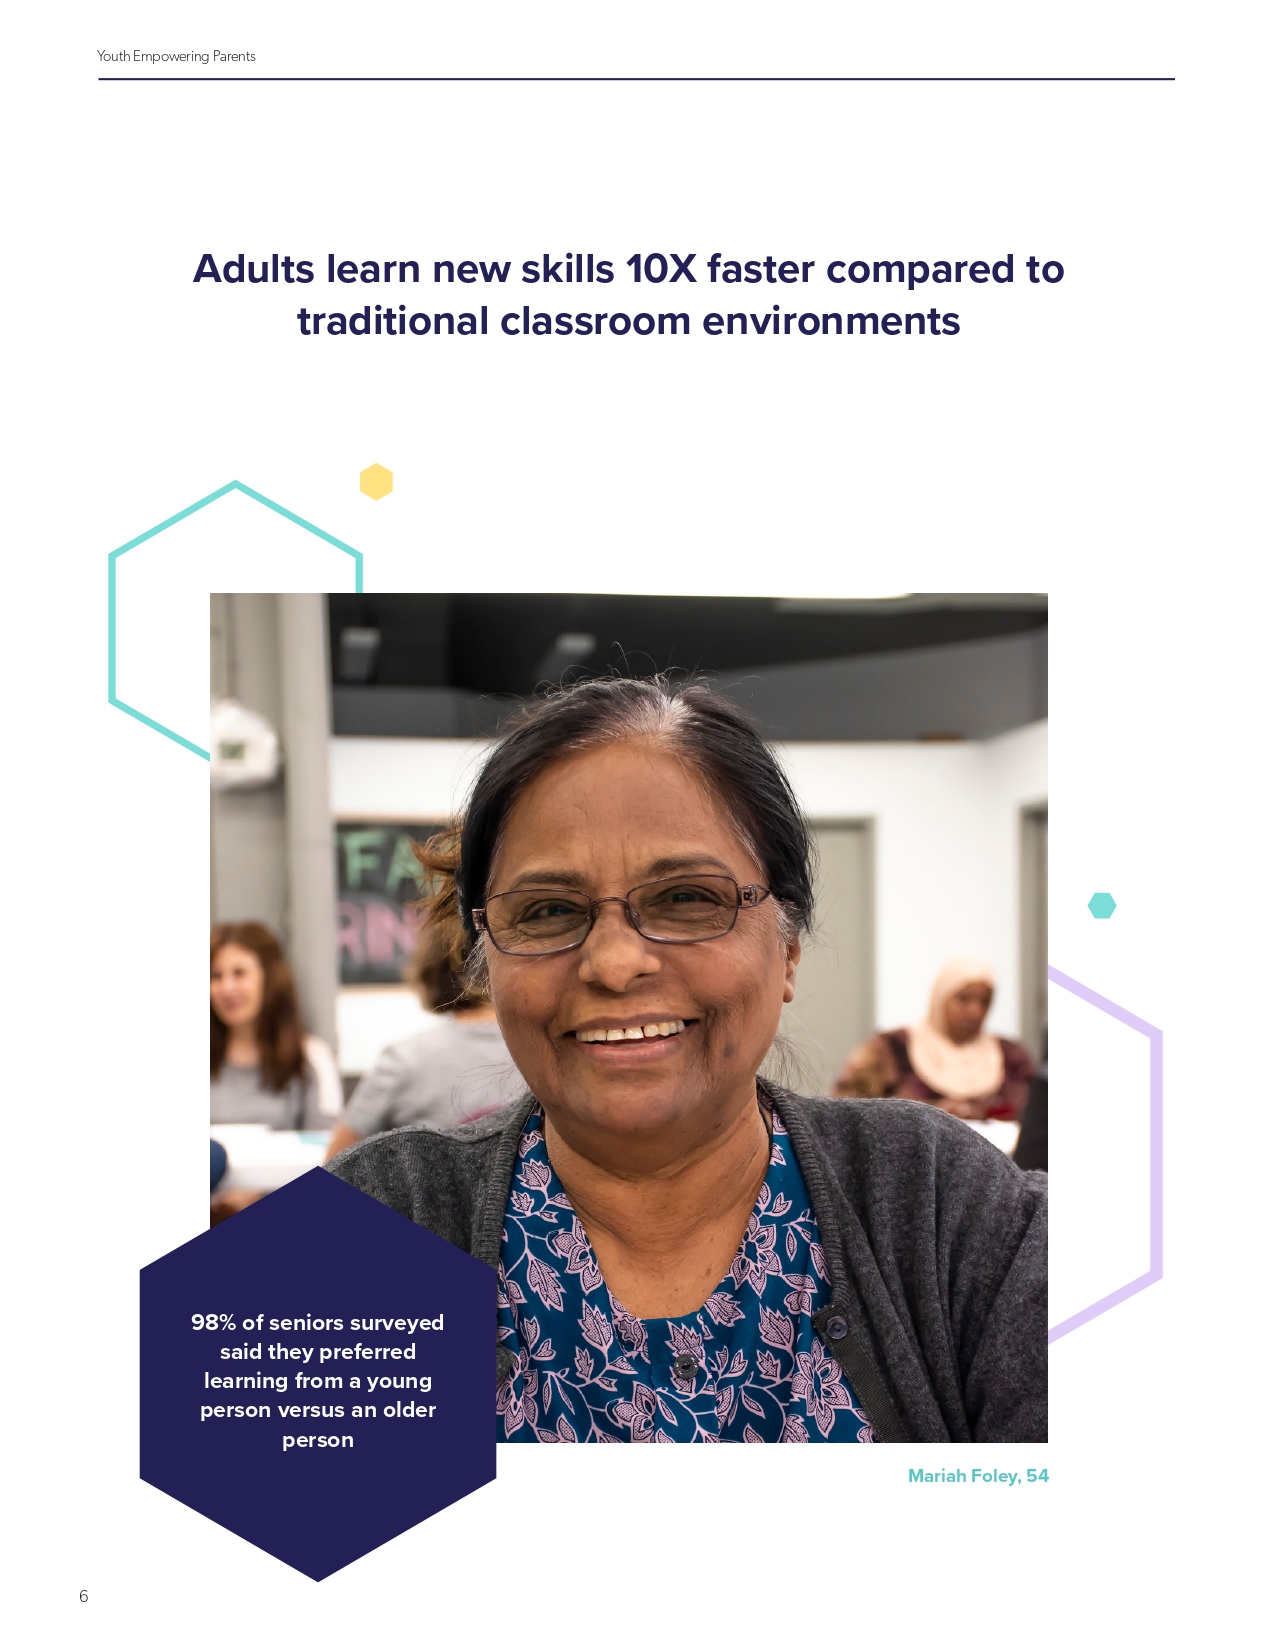 Youth Empowering Parents
Adults learn new skills 10X faster compared to
traditional classroom environments
FA
98% of seniors surveyed
said they preferred
learning from a young
person versus an older
person
Mariah Foley, 54
6